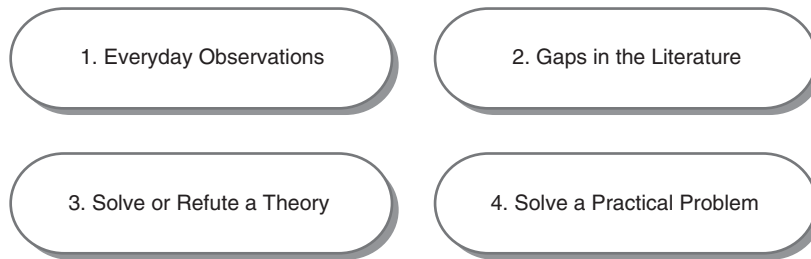 1. Everyday Observations
2. Gaps in the Literature
3. Solve or Refute a Theory
4. Solve a Practical Problem